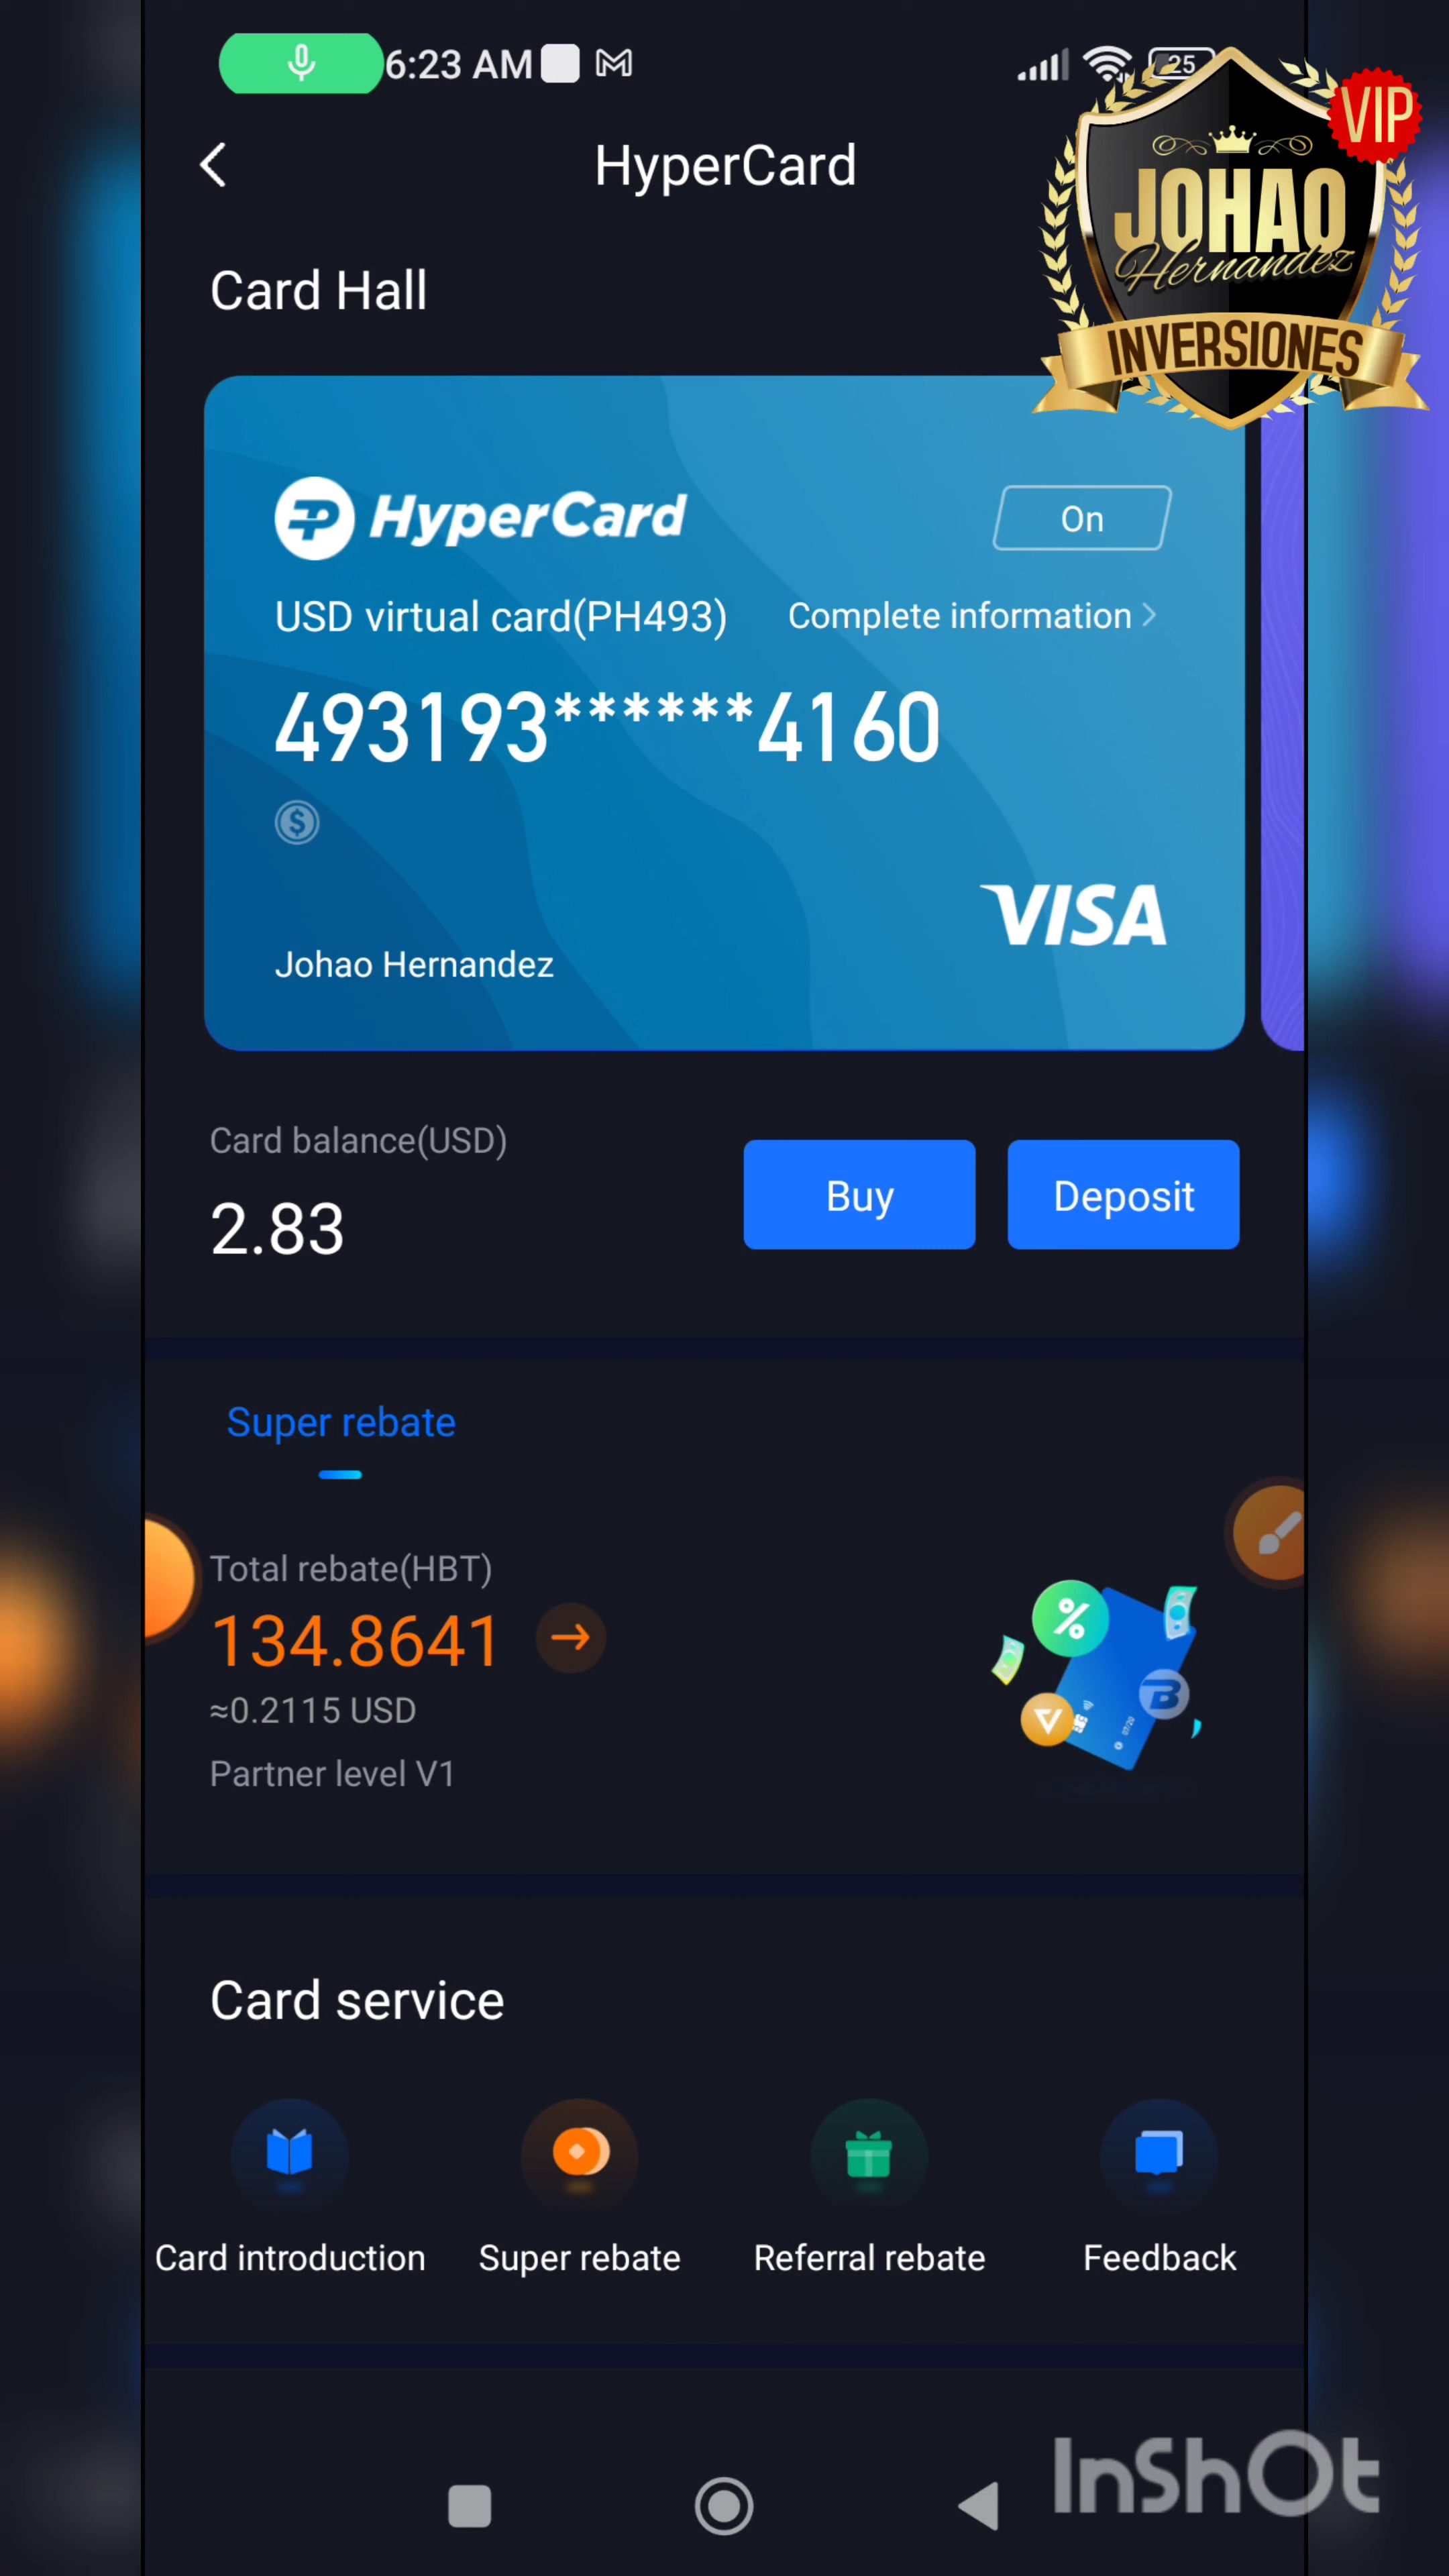 6:23 AM
25
VIP
JOHAO
Hernandez
INVERSIONES
HyperCard
Card Hall
HyperCard
On
USD virtual card(PH493)
Complete information
493193******4160
VISA
Johao Hernandez
Card balance(USD)
2.83
Buy
Deposit
Super rebate
Total rebate(HBT)
134.8641
≈0.2115 USD
Partner level V1
Card service
Card introduction
Super rebate
Referral rebate
Feedback
InShOt